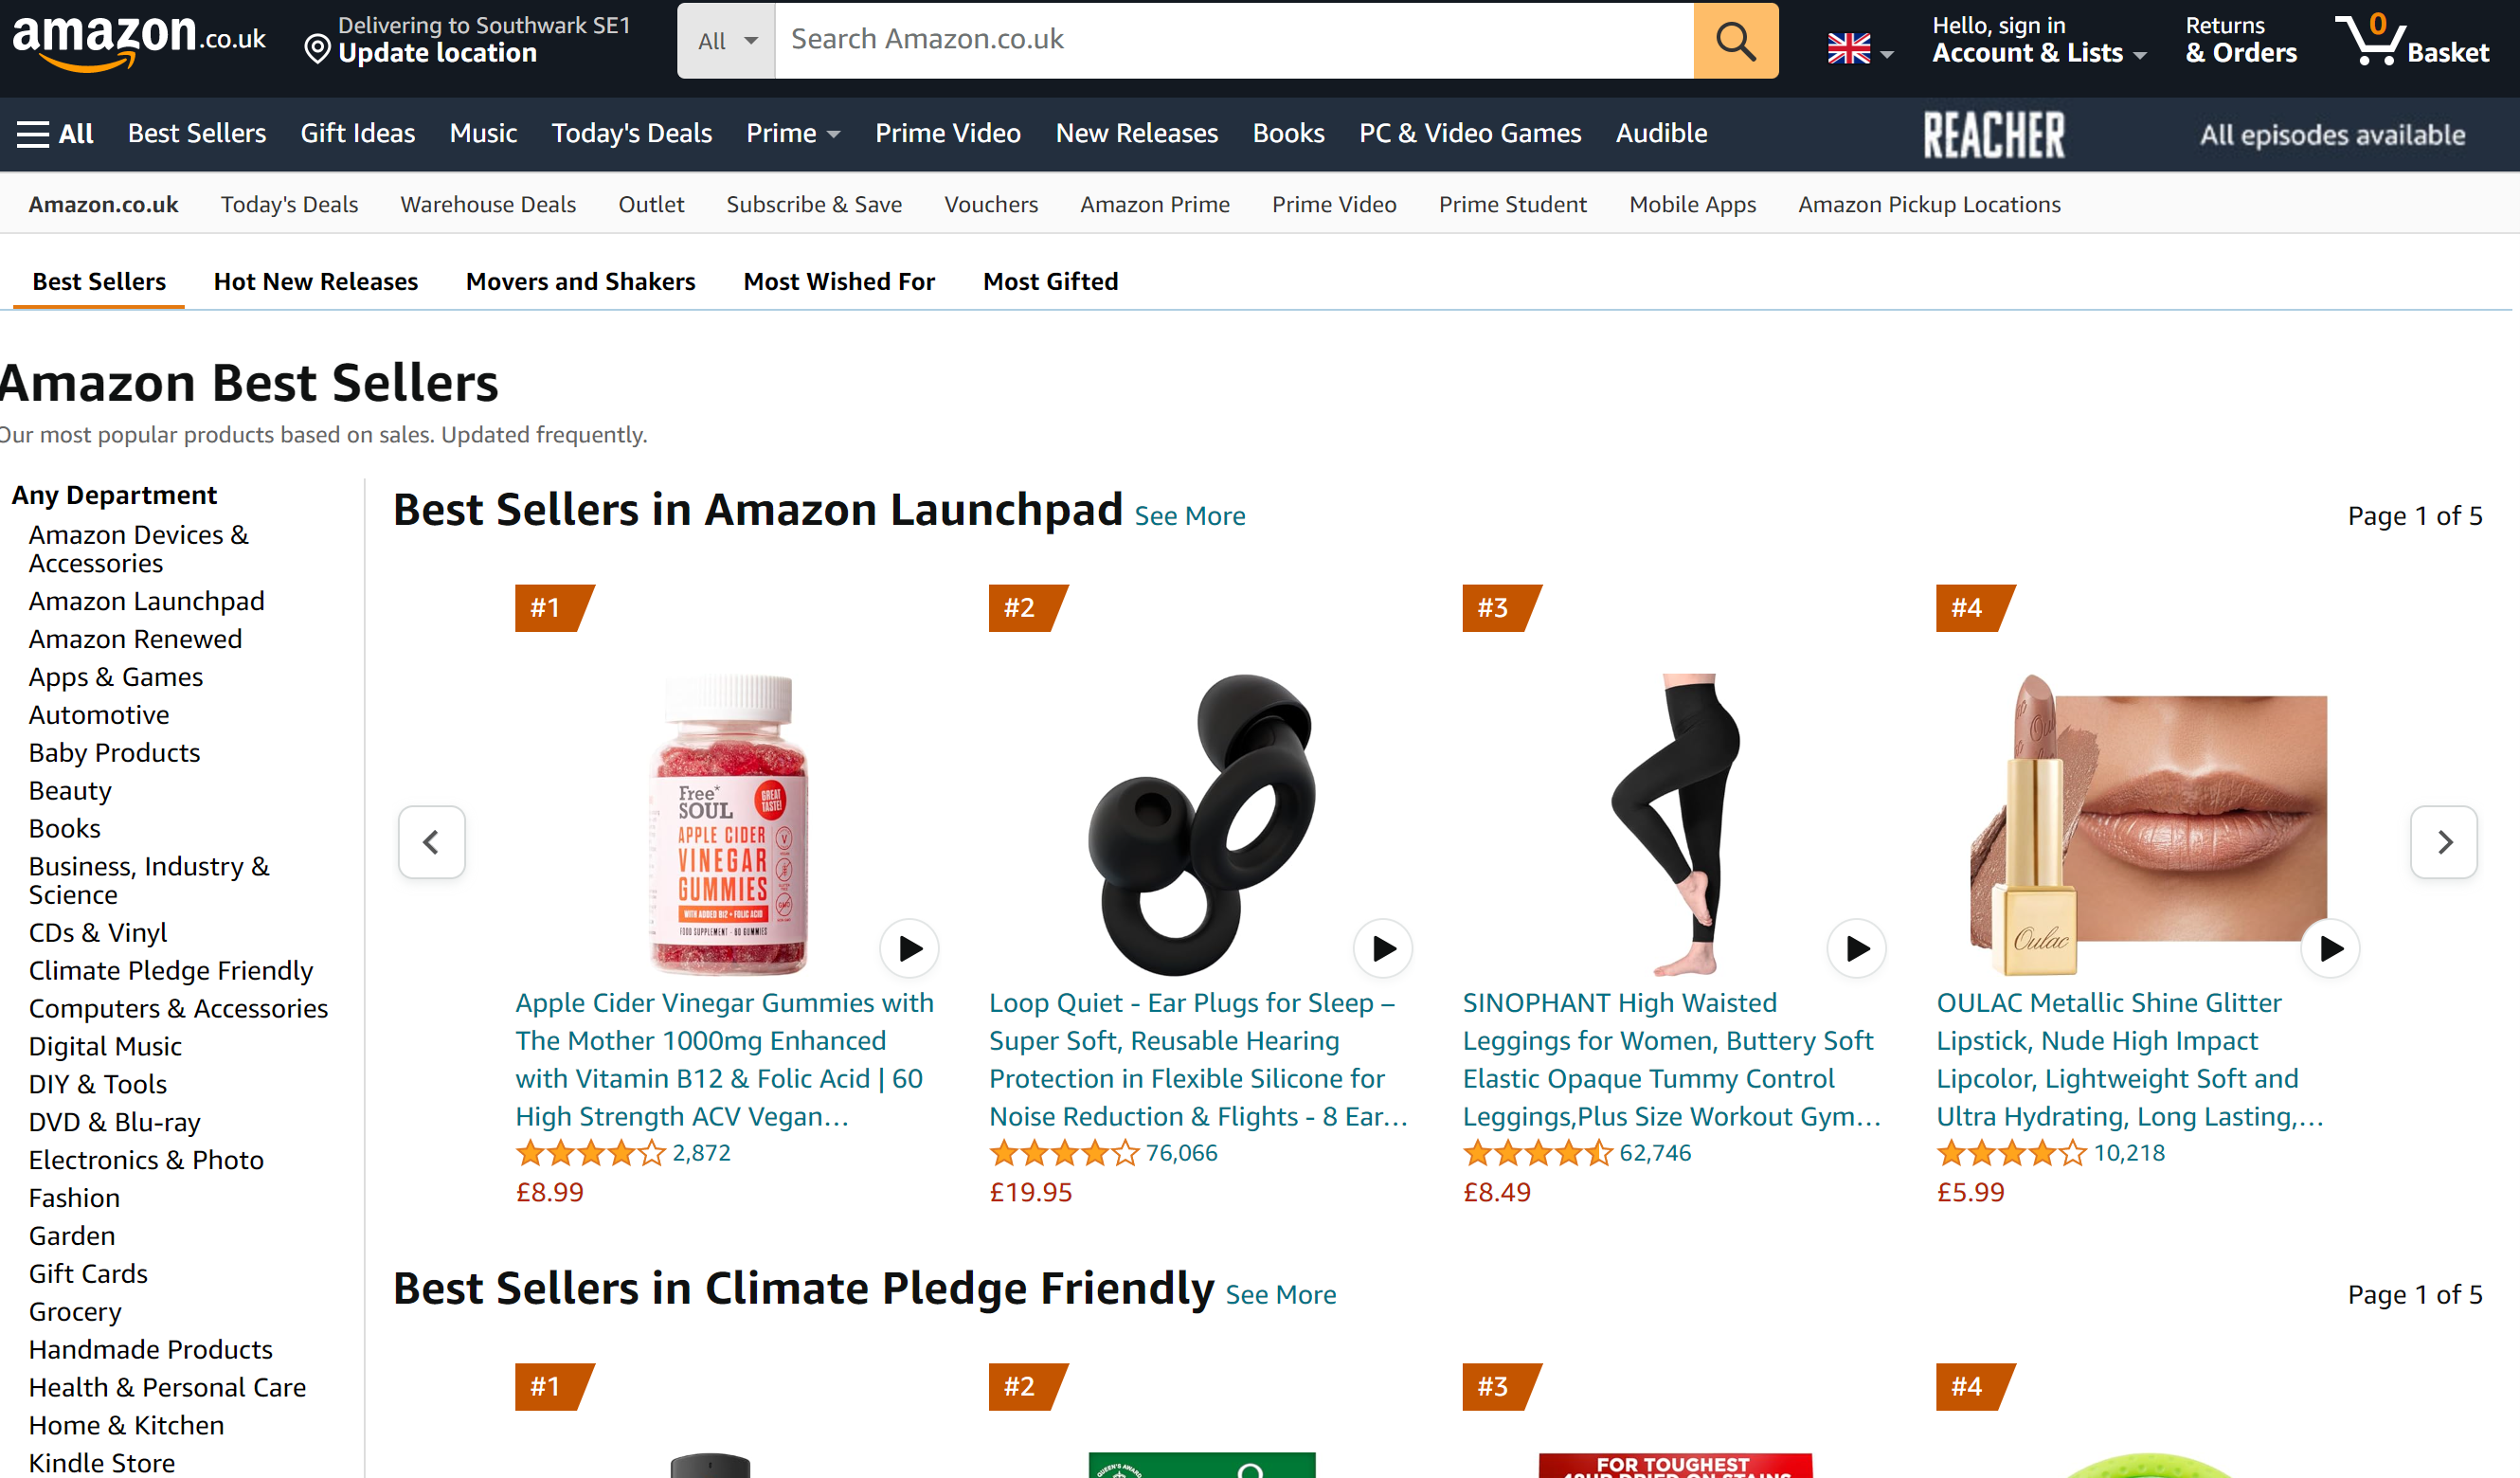 amazon.co.uk
Delivering to Southwark SE1
Update location
All
Search Amazon.co.uk
Hello, sign in
Account & Lists
Returns
& Orders
0
Basket
All
Best Sellers
Gift Ideas
Music
Today's Deals
Prime
Prime Video
New Releases
Books
PC & Video Games
Audible
REACHER
All episodes available
Amazon.co.uk
Today's Deals
Warehouse Deals
Outlet
Subscribe & Save
Vouchers
Amazon Prime
Prime Video
Prime Student
Mobile Apps
Amazon Pickup Locations
Best Sellers
Hot New Releases
Movers and Shakers
Most Wished For
Most Gifted
Amazon Best Sellers
Our most popular products based on sales. Updated frequently.
Any Department
Amazon Devices &
Accessories
Amazon Launchpad
Amazon Renewed
Apps & Games
Automotive
Baby Products
Beauty
Books
Business, Industry &
Science
CDs & Vinyl
Climate Pledge Friendly
Computers & Accessories
Digital Music
DIY & Tools
DVD & Blu-ray
Electronics & Photo
Fashion
Garden
Gift Cards
Grocery
Handmade Products
Health & Personal Care
Home & Kitchen
Kindle Store
Best Sellers in Amazon Launchpad See More
Page 1 of 5
#1
Free*
SOUL
GREAT
TASTE!
APPLE CIDER
VINEGAR
GUMMIES
WITH ADDED B12 + FOLIC ACID
FOOD SUPPLEMENT - 60 GUMMIES
Apple Cider Vinegar Gummies with
The Mother 1000mg Enhanced
with Vitamin B12 & Folic Acid | 60
High Strength ACV Vegan…
2,872
£8.99
#2
Loop Quiet - Ear Plugs for Sleep –
Super Soft, Reusable Hearing
Protection in Flexible Silicone for
Noise Reduction & Flights - 8 Ear…
76,066
£19.95
#3
SINOPHANT High Waisted
Leggings for Women, Buttery Soft
Elastic Opaque Tummy Control
Leggings,Plus Size Workout Gym…
62,746
£8.49
#4
Oulac
OULAC Metallic Shine Glitter
Lipstick, Nude High Impact
Lipcolor, Lightweight Soft and
Ultra Hydrating, Long Lasting,…
10,218
£5.99
Best Sellers in Climate Pledge Friendly See More
Page 1 of 5
#1
#2
QUEEN'S AWARD
#3
FOR TOUGHEST
#4